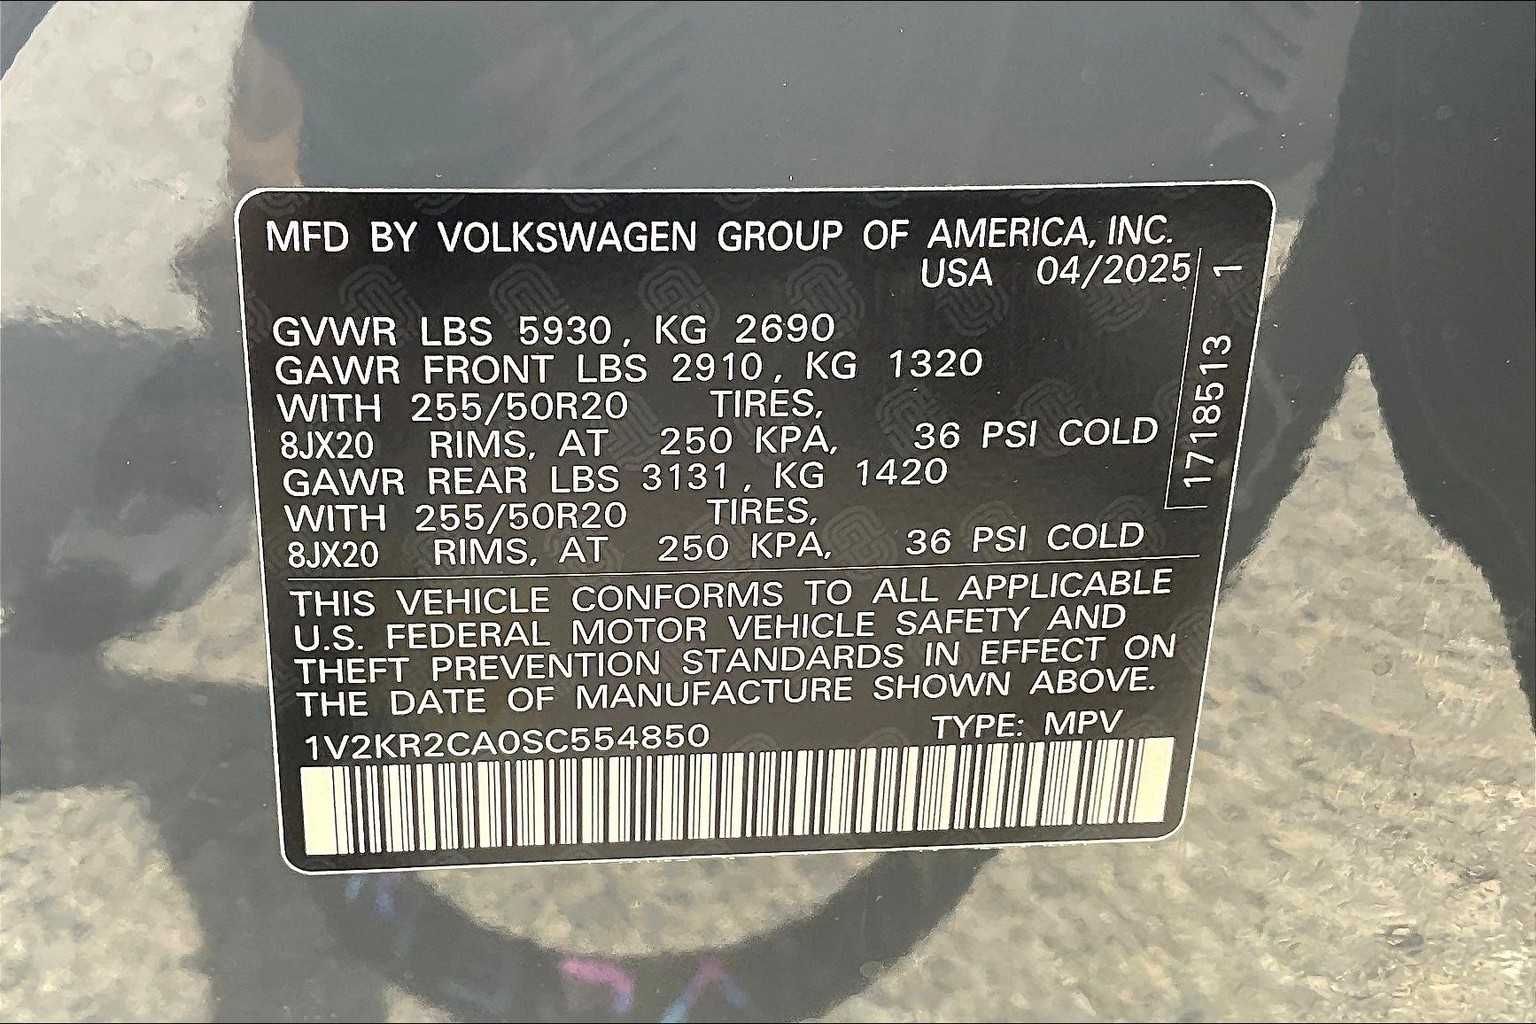 MFD BY VOLKSWAGEN GROUP OF AMERICA, INC.
USA 04/2025
GVWR LBS 5930, KG 2690
GAWR FRONT LBS 2910, KG 1320
WITH 255/50R20 TIRES,
8JX20 RIMS, AT 250 KPA, 36 PSI COLD
GAWR REAR LBS 3131, KG 1420
WITH 255/50R20 TIRES,
8JX20 RIMS, AT 250 KPA, 36 PSI COLD
1718513 1
THIS VEHICLE CONFORMS TO ALL APPLICABLE
U.S. FEDERAL MOTOR VEHICLE SAFETY AND
THEFT PREVENTION STANDARDS IN EFFECT ON
THE DATE OF MANUFACTURE SHOWN ABOVE.
1V2KR2CA0SC554850 TYPE: MPV